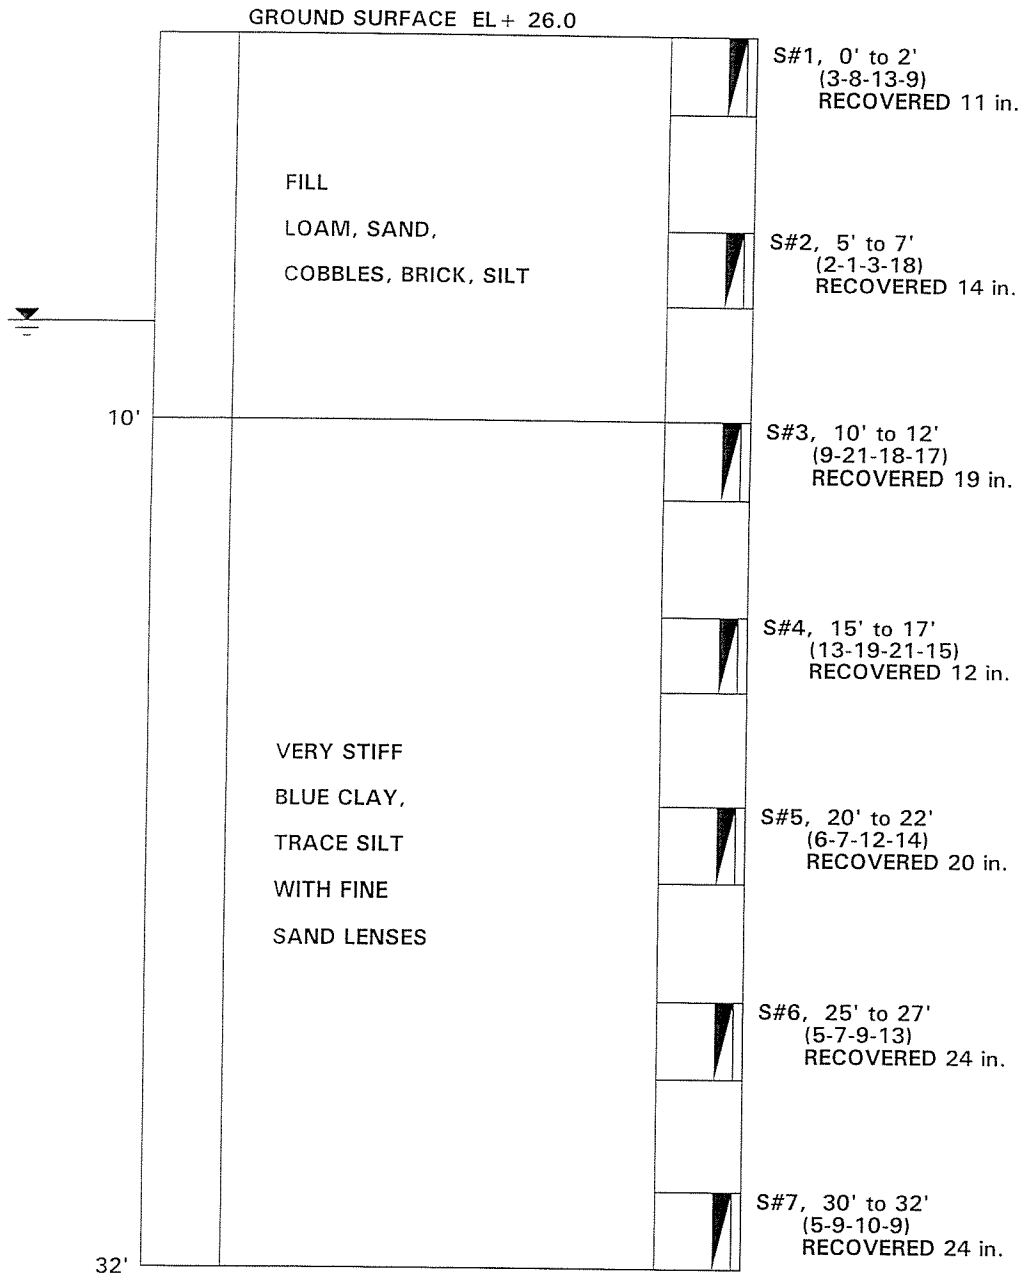 GROUND SURFACE EL+ 26.0
S#1, 0' to 2'
(3-8-13-9)
RECOVERED 11 in.
FILL
LOAM, SAND,
COBBLES, BRICK, SILT
S#2, 5' to 7'
(2-1-3-18)
RECOVERED 14 in.
10'
S#3, 10' to 12'
(9-21-18-17)
RECOVERED 19 in.
S#4, 15' to 17'
(13-19-21-15)
RECOVERED 12 in.
VERY STIFF
BLUE CLAY,
TRACE SILT
WITH FINE
SAND LENSES
S#5, 20' to 22'
(6-7-12-14)
RECOVERED 20 in.
S#6, 25' to 27'
(5-7-9-13)
RECOVERED 24 in.
S#7, 30' to 32'
(5-9-10-9)
RECOVERED 24 in.
32'